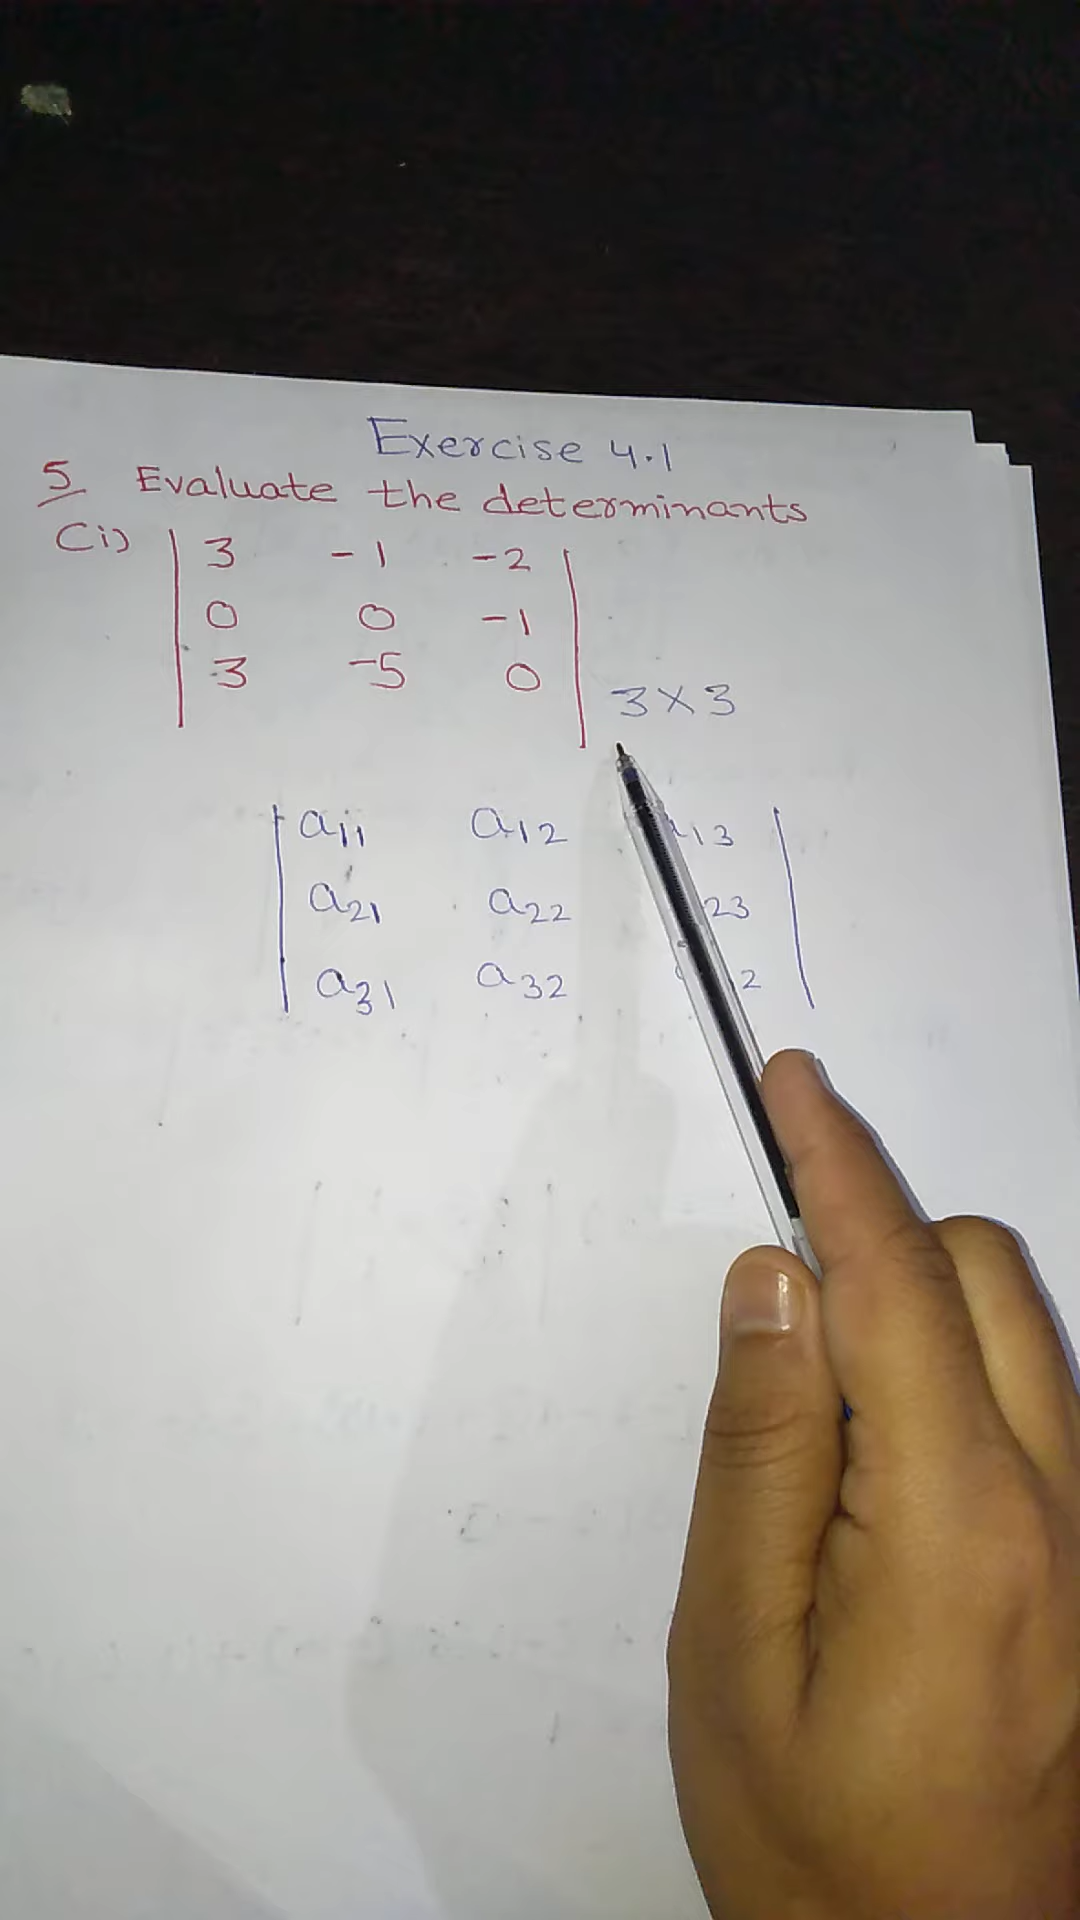 Exercise 4.1
5 Evaluate the determinants
(i) | 3 -1 -2 |
0 0 -1
3 -5 0
3×3
| a11 a12 13 |
a21 a22 23
a31 a32 2